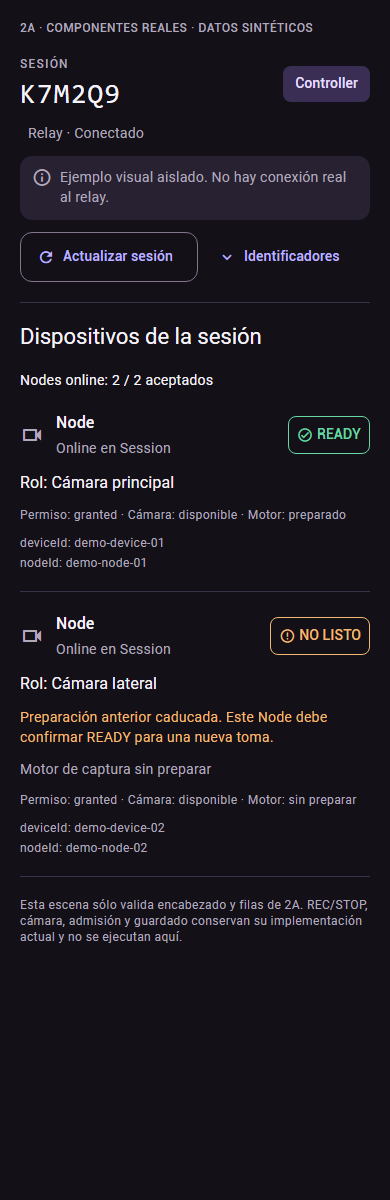 2A · COMPONENTES REALES · DATOS SINTÉTICOS
SESIÓN
K7M2Q9
Controller
Relay · Conectado
Ejemplo visual aislado. No hay conexión real
al relay.
Actualizar sesión
Identificadores
Dispositivos de la sesión
Nodes online: 2 / 2 aceptados
Node
Online en Session
READY
Rol: Cámara principal
Permiso: granted · Cámara: disponible · Motor: preparado
deviceId: demo-device-01
nodeId: demo-node-01
Node
Online en Session
NO LISTO
Rol: Cámara lateral
Preparación anterior caducada. Este Node debe
confirmar READY para una nueva toma.
Motor de captura sin preparar
Permiso: granted · Cámara: disponible · Motor: sin preparar
deviceId: demo-device-02
nodeId: demo-node-02
Esta escena sólo valida encabezado y filas de 2A. REC/STOP,
cámara, admisión y guardado conservan su implementación
actual y no se ejecutan aquí.